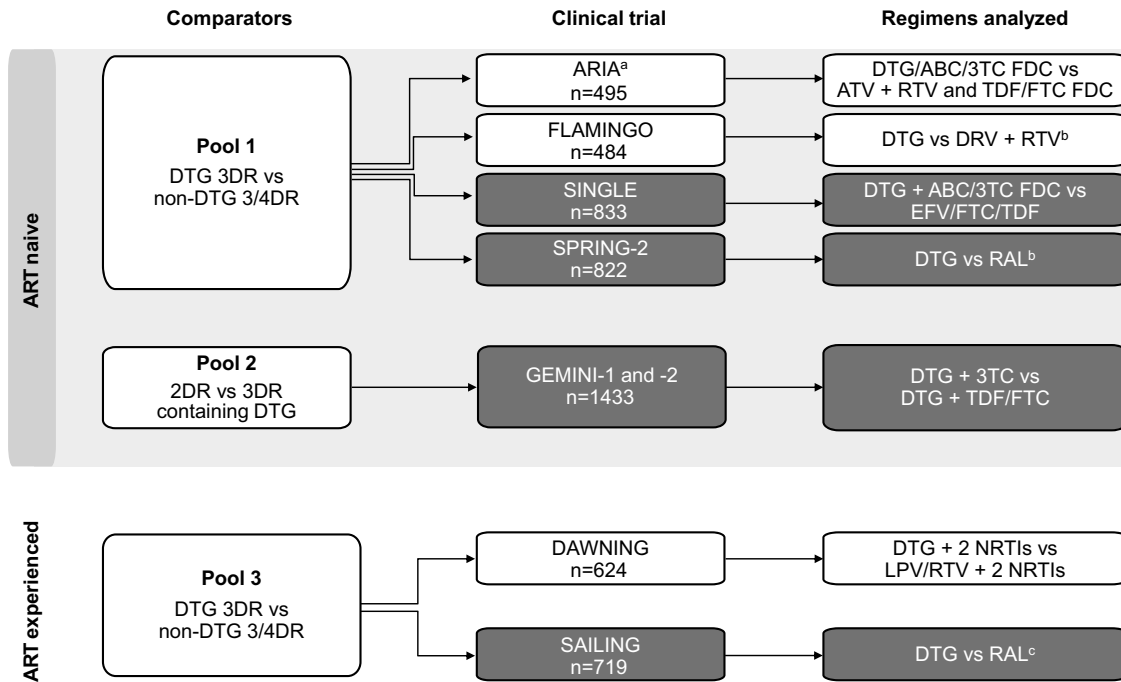 Comparators
Clinical trial
Regimens analyzed
ART naive
Pool 1
DTG 3DR vs
non-DTG 3/4DR
ARIAᵃ
n=495
DTG/ABC/3TC FDC vs
ATV + RTV and TDF/FTC FDC
FLAMINGO
n=484
DTG vs DRV + RTVᵇ
SINGLE
n=833
DTG + ABC/3TC FDC vs
EFV/FTC/TDF
SPRING-2
n=822
DTG vs RALᵇ
Pool 2
2DR vs 3DR
containing DTG
GEMINI-1 and -2
n=1433
DTG + 3TC vs
DTG + TDF/FTC
ART experienced
Pool 3
DTG 3DR vs
non-DTG 3/4DR
DAWNING
n=624
DTG + 2 NRTIs vs
LPV/RTV + 2 NRTIs
SAILING
n=719
DTG vs RALᶜ